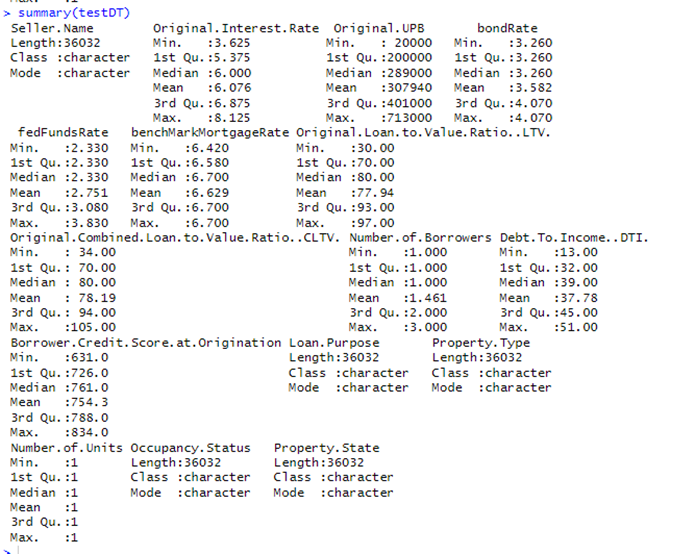 > summary(testDT)
 Seller.Name        Original.Interest.Rate  Original.UPB       bondRate
 Length:36032       Min.   :3.625          Min.   : 20000   Min.   :3.260
 Class :character   1st Qu.:5.375          1st Qu.:200000   1st Qu.:3.260
 Mode  :character   Median :6.000          Median :289000   Median :3.260
                    Mean   :6.076          Mean   :307940   Mean   :3.582
                    3rd Qu.:6.875          3rd Qu.:401000   3rd Qu.:4.070
                    Max.   :8.125          Max.   :713000   Max.   :4.070
  fedFundsRate   benchMarkMortgageRate Original.Loan.to.Value.Ratio..LTV.
 Min.   :2.330   Min.   :6.420         Min.   :30.00
 1st Qu.:2.330   1st Qu.:6.580         1st Qu.:70.00
 Median :2.330   Median :6.700         Median :80.00
 Mean   :2.751   Mean   :6.629         Mean   :77.94
 3rd Qu.:3.080   3rd Qu.:6.700         3rd Qu.:93.00
 Max.   :3.830   Max.   :6.700         Max.   :97.00
 Original.Combined.Loan.to.Value.Ratio..CLTV. Number.of.Borrowers Debt.To.Income..DTI.
 Min.   : 34.00                               Min.   :1.000       Min.   :13.00
 1st Qu.: 70.00                               1st Qu.:1.000       1st Qu.:32.00
 Median : 80.00                               Median :1.000       Median :39.00
 Mean   : 78.19                               Mean   :1.461       Mean   :37.78
 3rd Qu.: 94.00                               3rd Qu.:2.000       3rd Qu.:45.00
 Max.   :105.00                               Max.   :3.000       Max.   :51.00
 Borrower.Credit.Score.at.Origination Loan.Purpose       Property.Type
 Min.   :631.0                        Length:36032       Length:36032
 1st Qu.:726.0                        Class :character   Class :character
 Median :761.0                        Mode  :character   Mode  :character
 Mean   :754.3
 3rd Qu.:788.0
 Max.   :834.0
 Number.of.Units Occupancy.Status   Property.State
 Min.   :1       Length:36032       Length:36032
 1st Qu.:1       Class :character   Class :character
 Median :1       Mode  :character   Mode  :character
 Mean   :1
 3rd Qu.:1
 Max.   :1
>